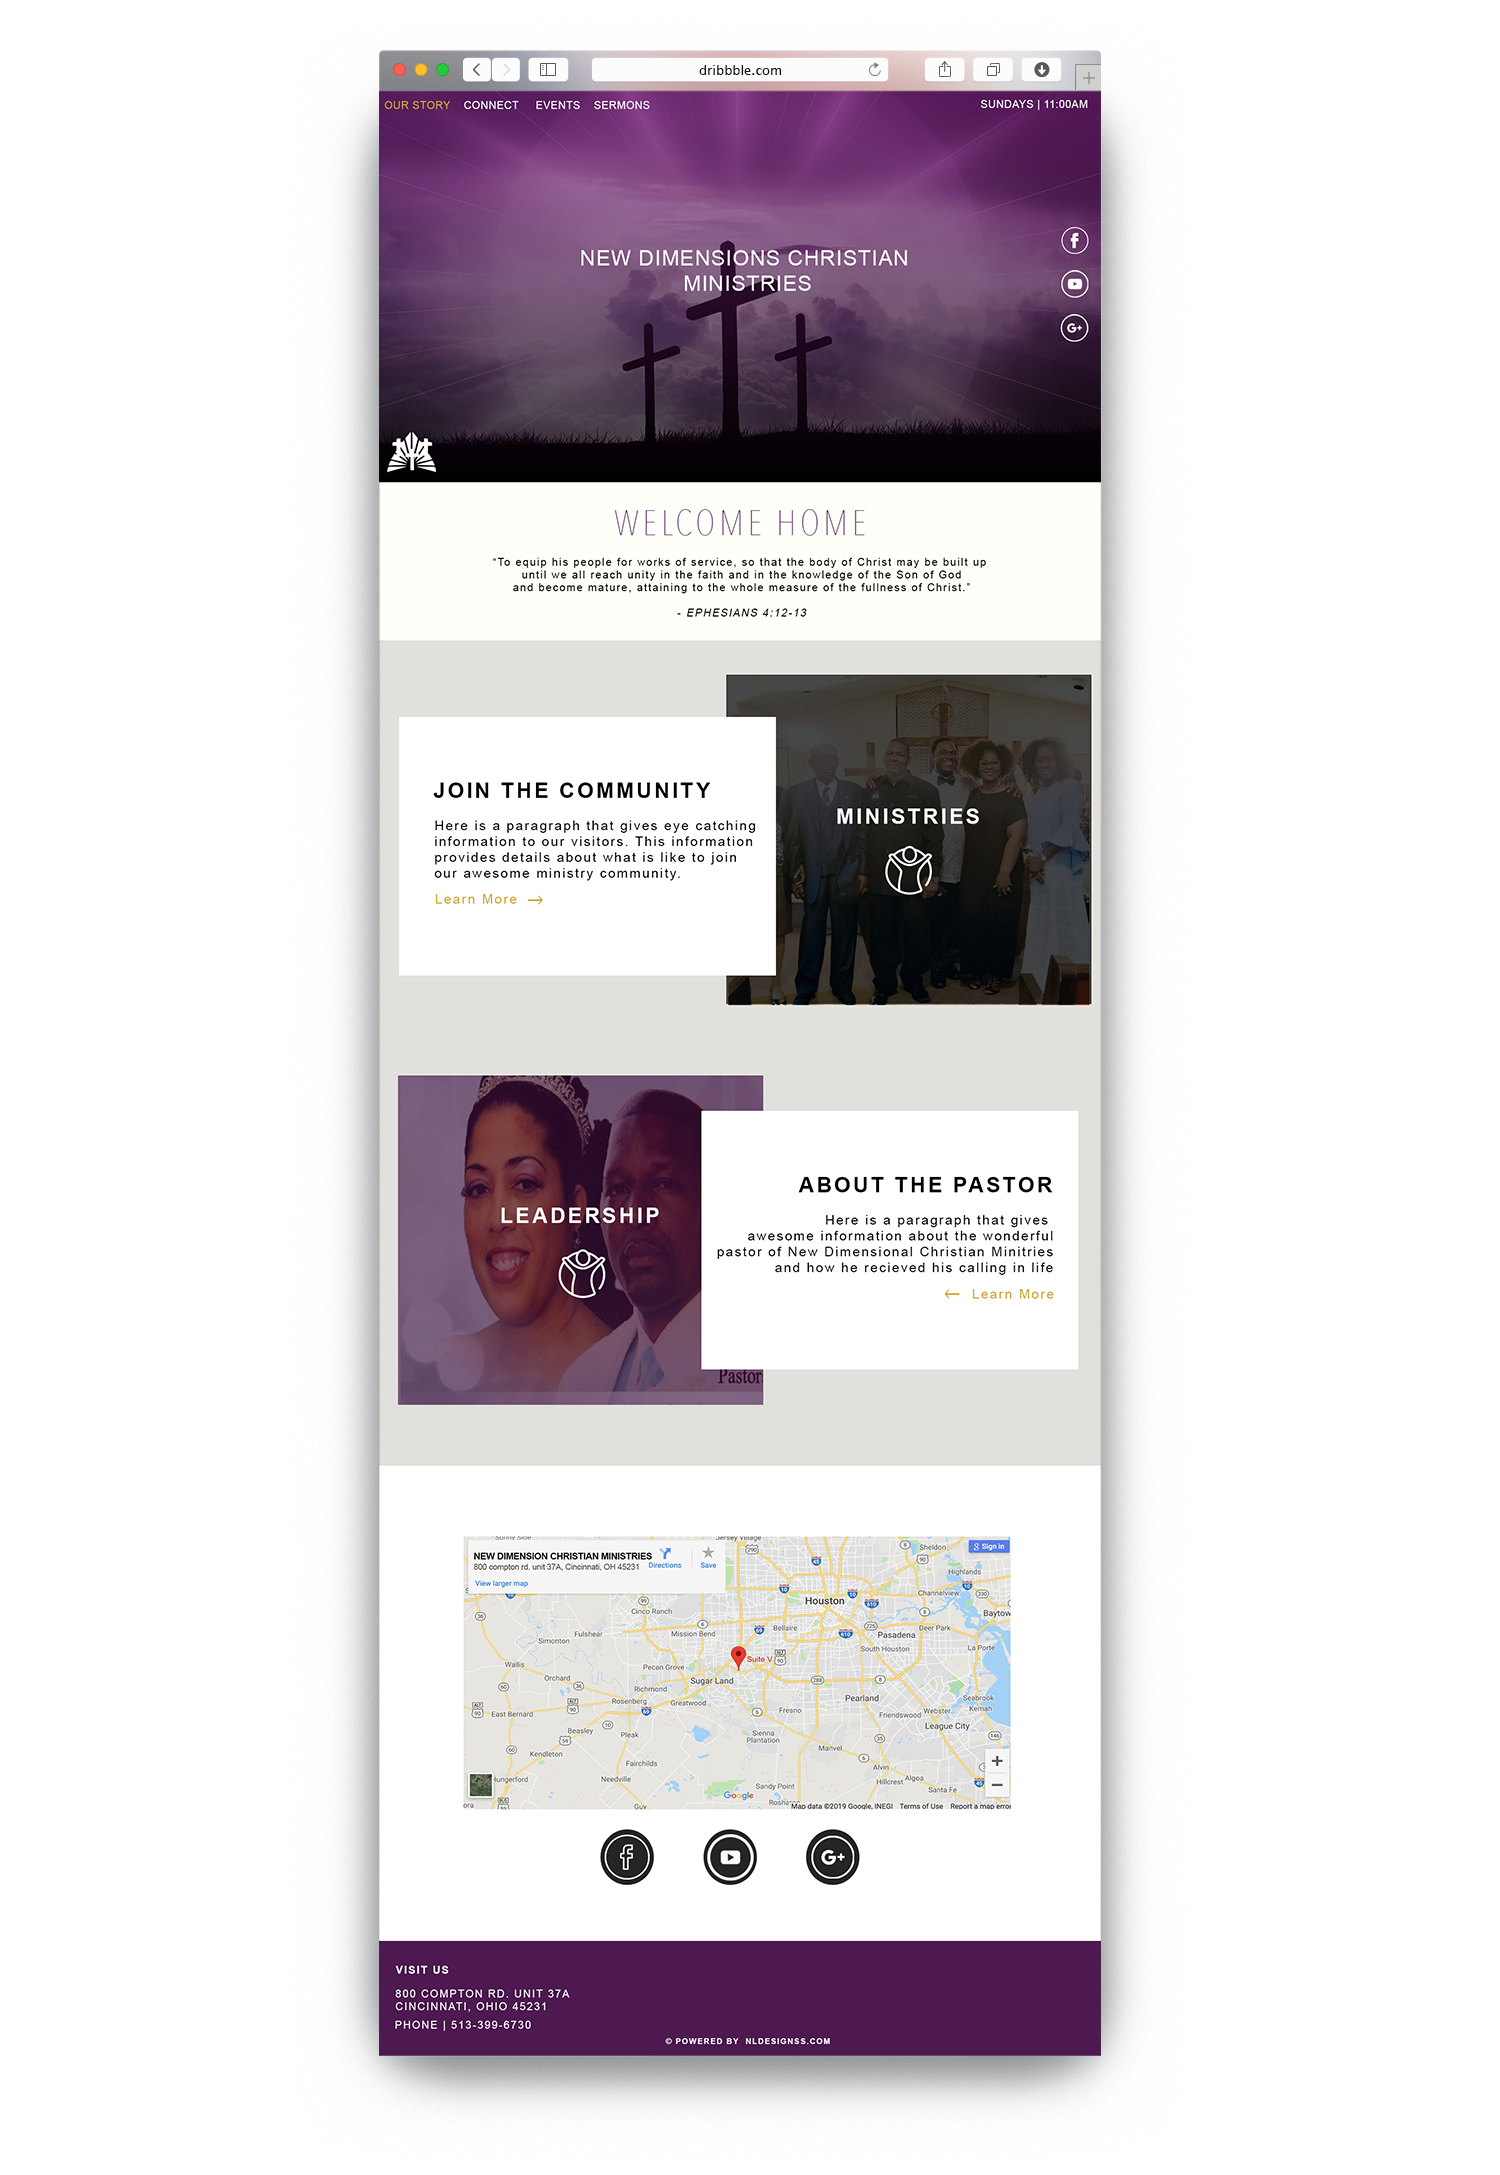 dribbble.com
OUR STORY CONNECT EVENTS SERMONS
SUNDAYS | 11:00AM
NEW DIMENSIONS CHRISTIAN
MINISTRIES
WELCOME HOME
“To equip his people for works of service, so that the body of Christ may be built up
until we all reach unity in the faith and in the knowledge of the Son of God
and become mature, attaining to the whole measure of the fullness of Christ.”
- EPHESIANS 4:12-13
JOIN THE COMMUNITY
Here is a paragraph that gives eye catching
information to our visitors. This information
provides details about what is like to join
our awesome ministry community.
Learn More →
MINISTRIES
LEADERSHIP
Pastor
ABOUT THE PASTOR
Here is a paragraph that gives
awesome information about the wonderful
pastor of New Dimensional Christian Minitries
and how he recieved his calling in life
← Learn More
NEW DIMENSION CHRISTIAN MINISTRIES
800 compton rd. unit 37A, Cincinnati, OH 45231
Directions
Save
View larger map
Sign in
Jersey Village
Sheldon
Highlands
Channelview
Houston
Baytow
Cinco Ranch
Bellaire
Deer Park
Mission Bend
Pasadena
Fulshear
Simonton
South Houston
La Porte
Suite V
Wallis
Pecan Grove
Orchard
Sugar Land
Richmond
Rosenberg
Greatwood
Pearland
Seabrook
Kemah
East Bernard
Fresno
Webster
Friendswood
League City
Beasley
Pleak
Sienna
Plantation
Manvel
Kendleton
Fairchilds
Alvin
Hungerford
Needville
Sandy Point
Hillcrest
Algoa
Santa Fe
Google
Rosharon
Guy
Map data ©2019 Google, INEGI Terms of Use Report a map error
VISIT US
800 COMPTON RD. UNIT 37A
CINCINNATI, OHIO 45231
PHONE | 513-399-6730
© POWERED BY NLDESIGNSS.COM